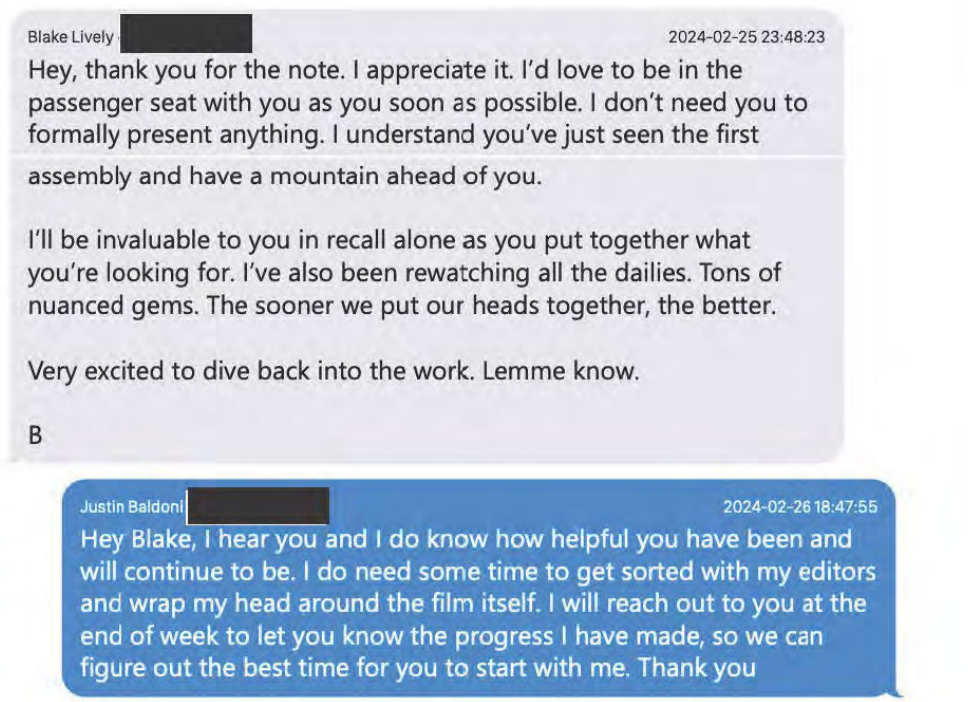 Blake Lively
2024-02-25 23:48:23
Hey, thank you for the note. I appreciate it. I'd love to be in the
passenger seat with you as you soon as possible. I don't need you to
formally present anything. I understand you've just seen the first
assembly and have a mountain ahead of you.
I'll be invaluable to you in recall alone as you put together what
you're looking for. I've also been rewatching all the dailies. Tons of
nuanced gems. The sooner we put our heads together, the better.
Very excited to dive back into the work. Lemme know.
B
Justin Baldoni
2024-02-26 18:47:55
Hey Blake, I hear you and I do know how helpful you have been and
will continue to be. I do need some time to get sorted with my editors
and wrap my head around the film itself. I will reach out to you at the
end of week to let you know the progress I have made, so we can
figure out the best time for you to start with me. Thank you